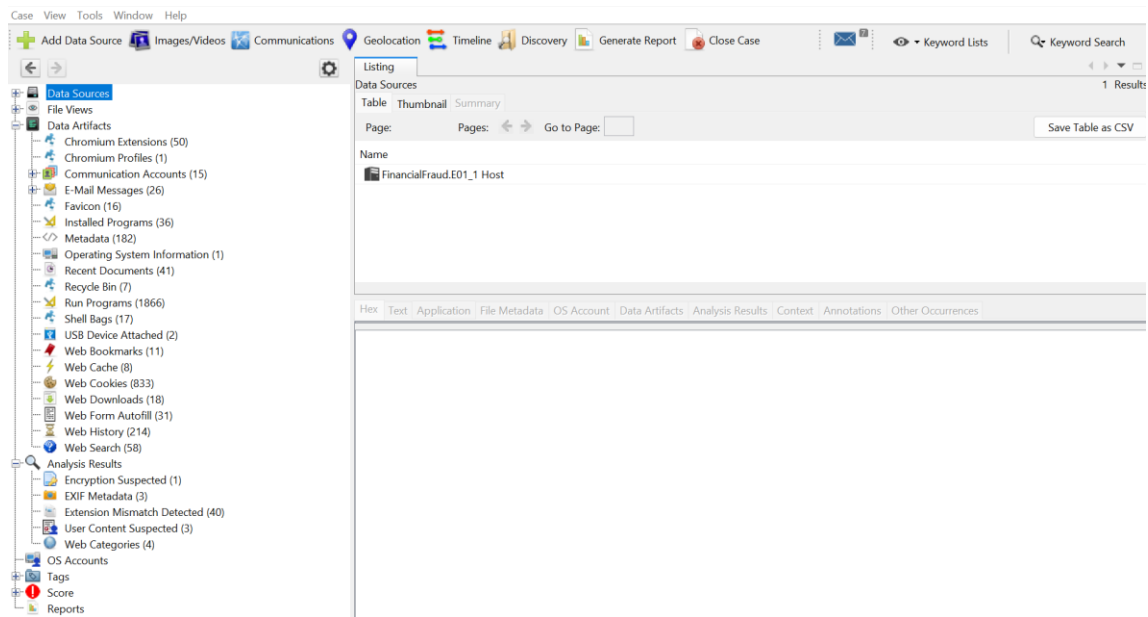 Case View Tools Window Help
Add Data Source Images/Videos Communications Geolocation Timeline Discovery Generate Report Close Case Keyword Lists Keyword Search
Listing
Data Sources 1 Results
Table Thumbnail Summary
Page: Pages: Go to Page: Save Table as CSV
Name
FinancialFraud.E01_1 Host
Hex Text Application File Metadata OS Account Data Artifacts Analysis Results Context Annotations Other Occurrences
Data Sources
File Views
Data Artifacts
Chromium Extensions (50)
Chromium Profiles (1)
Communication Accounts (15)
E-Mail Messages (26)
Favicon (16)
Installed Programs (36)
Metadata (182)
Operating System Information (1)
Recent Documents (41)
Recycle Bin (7)
Run Programs (1866)
Shell Bags (17)
USB Device Attached (2)
Web Bookmarks (11)
Web Cache (8)
Web Cookies (833)
Web Downloads (18)
Web Form Autofill (31)
Web History (214)
Web Search (58)
Analysis Results
Encryption Suspected (1)
EXIF Metadata (3)
Extension Mismatch Detected (40)
User Content Suspected (3)
Web Categories (4)
OS Accounts
Tags
Score
Reports